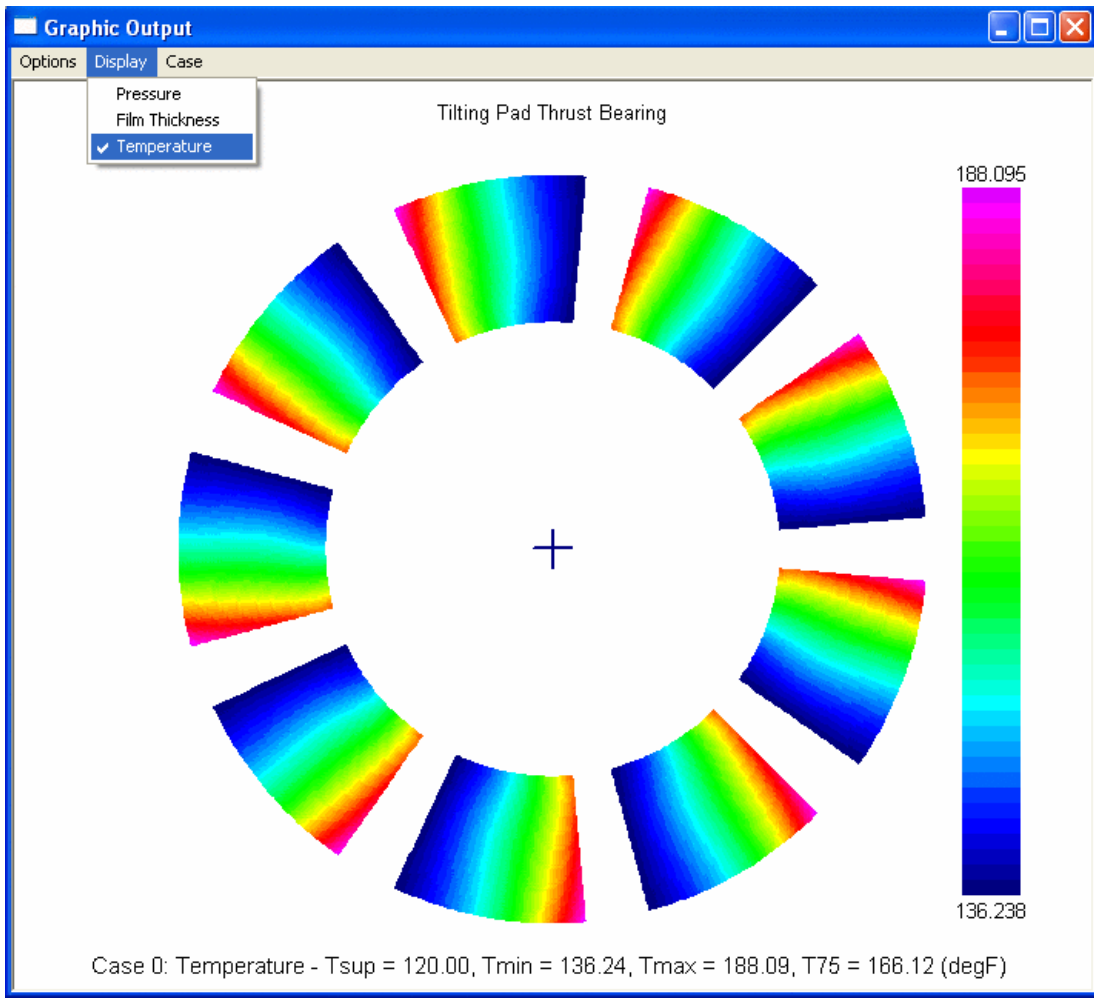 Graphic Output
Options Display Case
Pressure
Film Thickness
Temperature
Tilting Pad Thrust Bearing
188.095
136.238
Case 0: Temperature - Tsup = 120.00, Tmin = 136.24, Tmax = 188.09, T75 = 166.12 (degF)